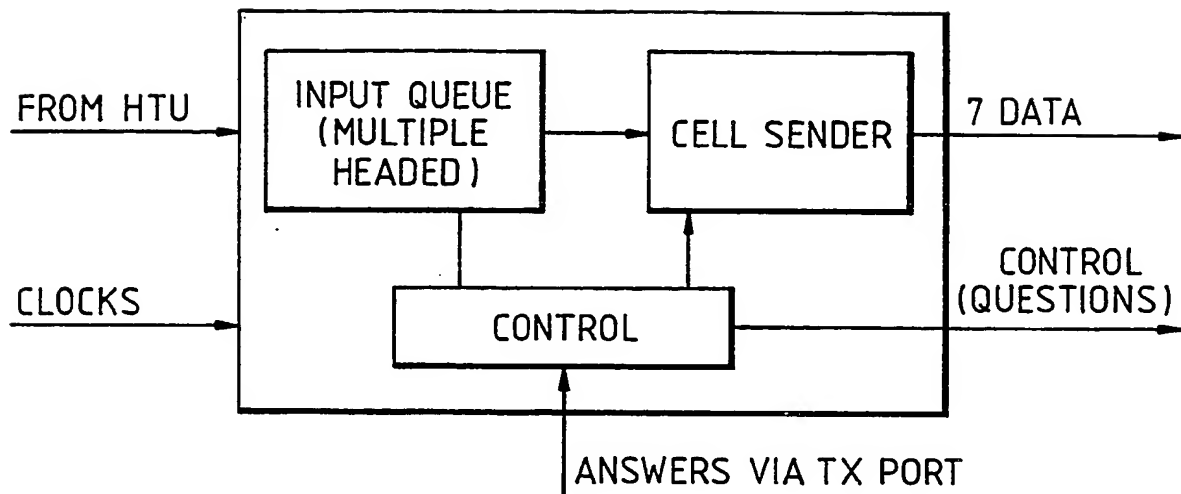 FROM HTU
INPUT QUEUE
(MULTIPLE
HEADED)
CELL SENDER
7 DATA
CLOCKS
CONTROL
CONTROL
(QUESTIONS)
ANSWERS VIA TX PORT